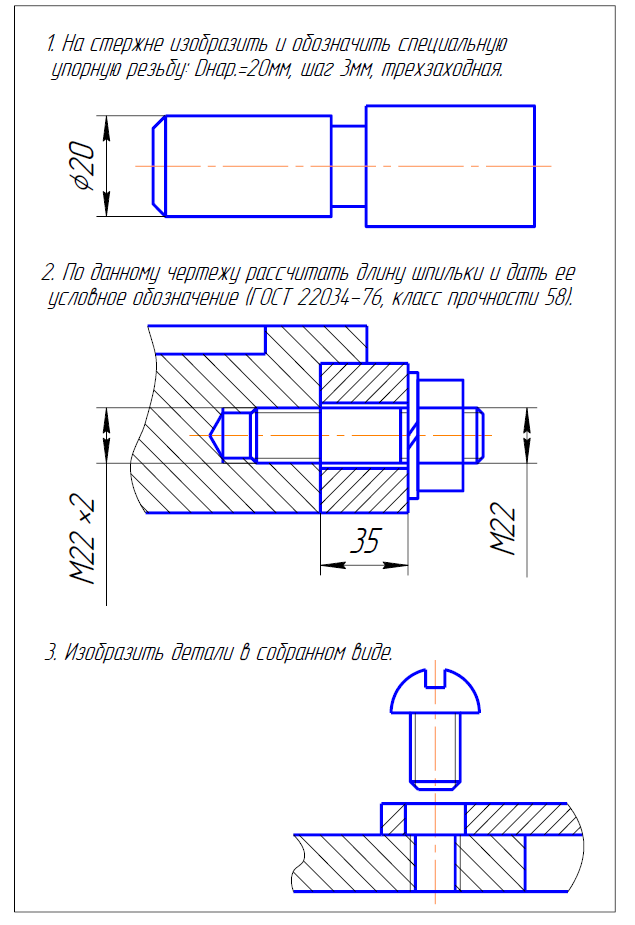 1. На стержне изобразить и обозначить специальную
упорную резьбу: Dнар.=20мм, шаг 3мм, трехзаходная.
ϕ20
2. По данному чертежу рассчитать длину шпильки и дать ее
условное обозначение (ГОСТ 22034-76, класс прочности 58).
М22 ×2
35
М22
3. Изобразить детали в собранном виде.